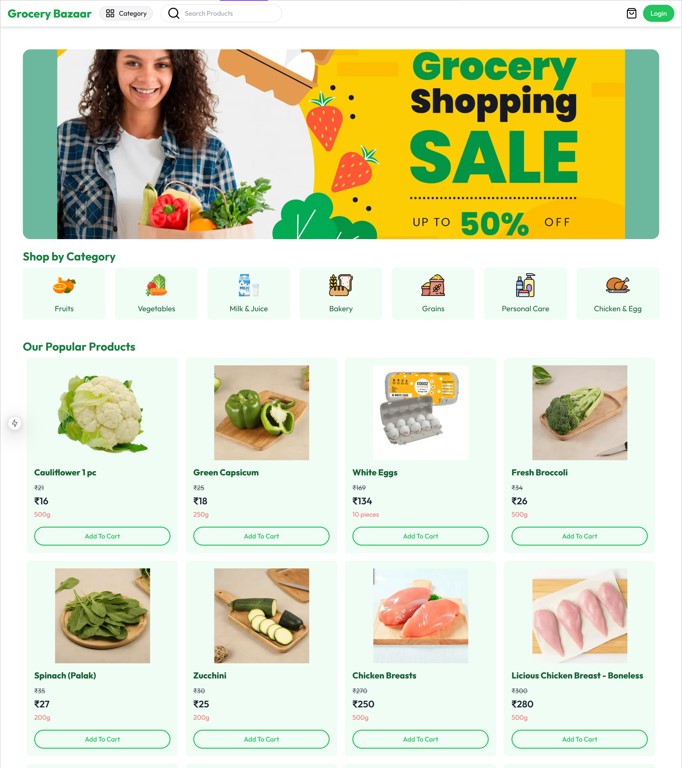 Grocery Bazaar
Category
Search Products
Login
Grocery
Shopping
SALE
UP TO 50% OFF
Shop by Category
Fruits
Vegetables
Milk & Juice
Bakery
Grains
Personal Care
Chicken & Egg
Our Popular Products
Cauliflower 1 pc
₹21
₹16
500g
Add To Cart
Green Capsicum
₹25
₹18
250g
Add To Cart
White Eggs
₹169
₹134
10 pieces
Add To Cart
Fresh Broccoli
₹34
₹26
500g
Add To Cart
Spinach (Palak)
₹35
₹27
200g
Add To Cart
Zucchini
₹30
₹25
200g
Add To Cart
Chicken Breasts
₹270
₹250
500g
Add To Cart
Licious Chicken Breast - Boneless
₹300
₹280
500g
Add To Cart